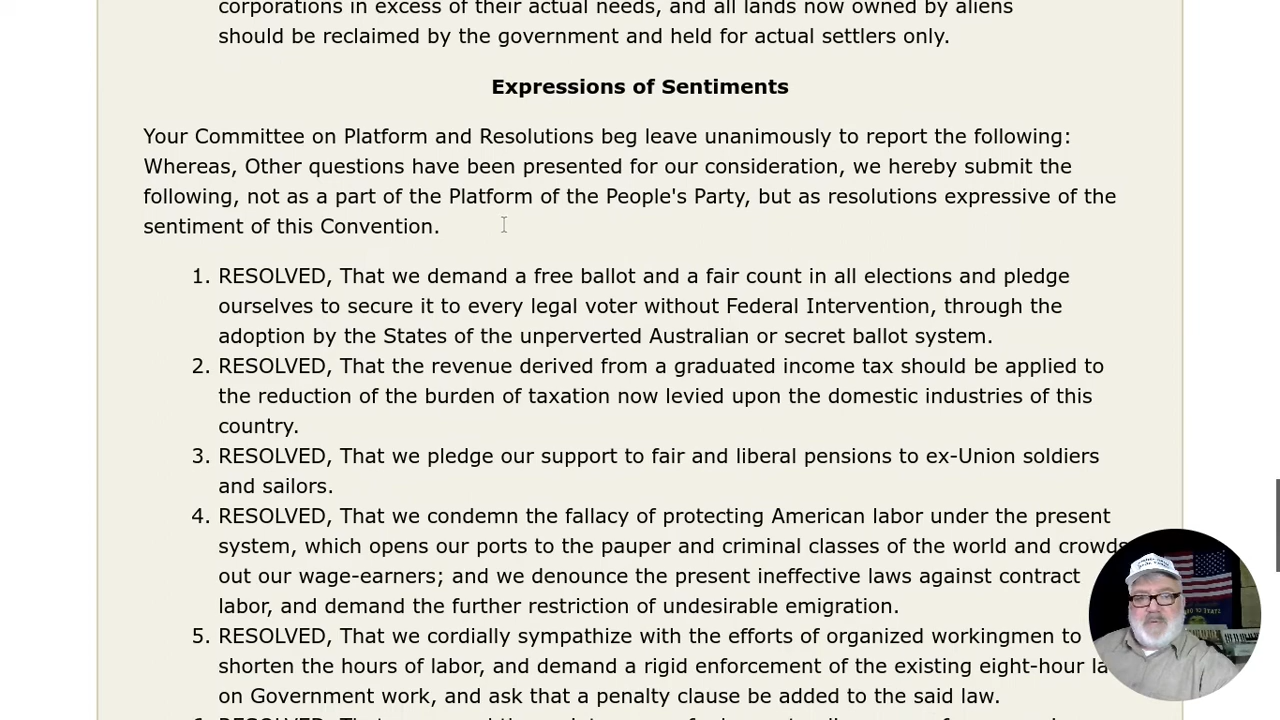 corporations in excess of their actual needs, and all lands now owned by aliens
should be reclaimed by the government and held for actual settlers only.
Expressions of Sentiments
Your Committee on Platform and Resolutions beg leave unanimously to report the following:
Whereas, Other questions have been presented for our consideration, we hereby submit the
following, not as a part of the Platform of the People's Party, but as resolutions expressive of the
sentiment of this Convention.
1. RESOLVED, That we demand a free ballot and a fair count in all elections and pledge
ourselves to secure it to every legal voter without Federal Intervention, through the
adoption by the States of the unperverted Australian or secret ballot system.
2. RESOLVED, That the revenue derived from a graduated income tax should be applied to
the reduction of the burden of taxation now levied upon the domestic industries of this
country.
3. RESOLVED, That we pledge our support to fair and liberal pensions to ex-Union soldiers
and sailors.
4. RESOLVED, That we condemn the fallacy of protecting American labor under the present
system, which opens our ports to the pauper and criminal classes of the world and crowds
out our wage-earners; and we denounce the present ineffective laws against contract
labor, and demand the further restriction of undesirable emigration.
5. RESOLVED, That we cordially sympathize with the efforts of organized workingmen to
shorten the hours of labor, and demand a rigid enforcement of the existing eight-hour la
on Government work, and ask that a penalty clause be added to the said law.